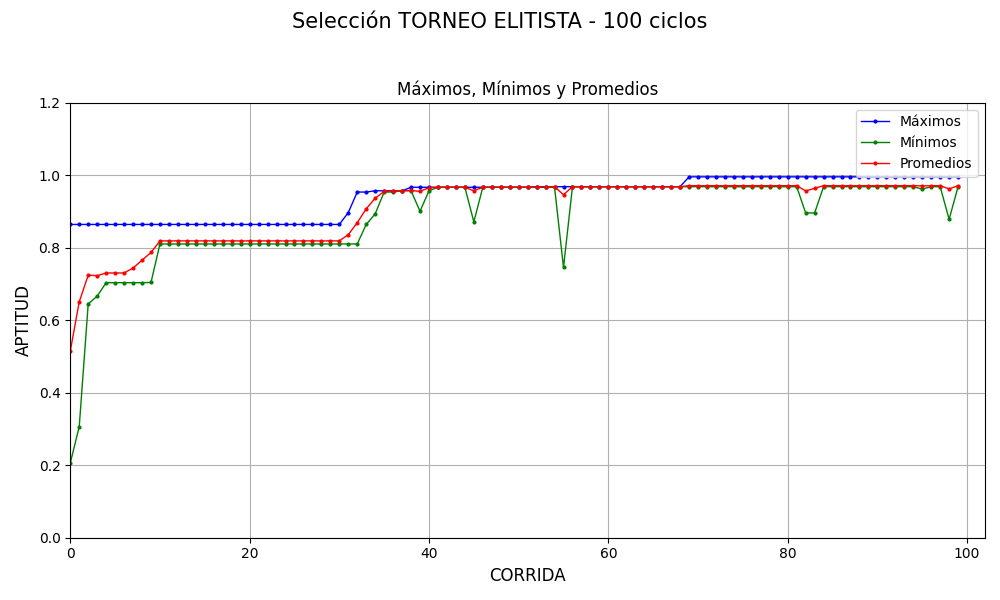 Selección TORNEO ELITISTA - 100 ciclos
Máximos, Mínimos y Promedios
Máximos
Mínimos
Promedios
APTITUD
1.2
1.0
0.8
0.6
0.4
0.2
0.0
0
20
40
60
80
100
CORRIDA